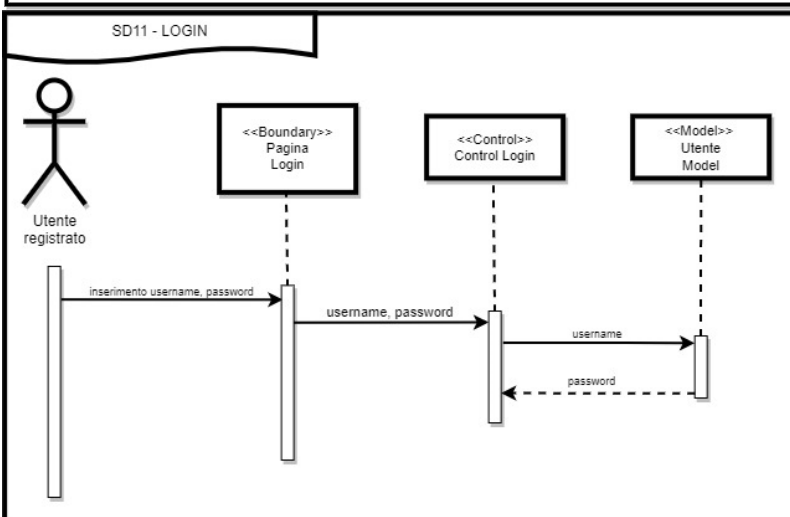 SD11 - LOGIN
<<Boundary>>
Pagina
Login
<<Control>>
Control Login
<<Model>>
Utente
Model
Utente
registrato
inserimento username, password
username, password
username
password